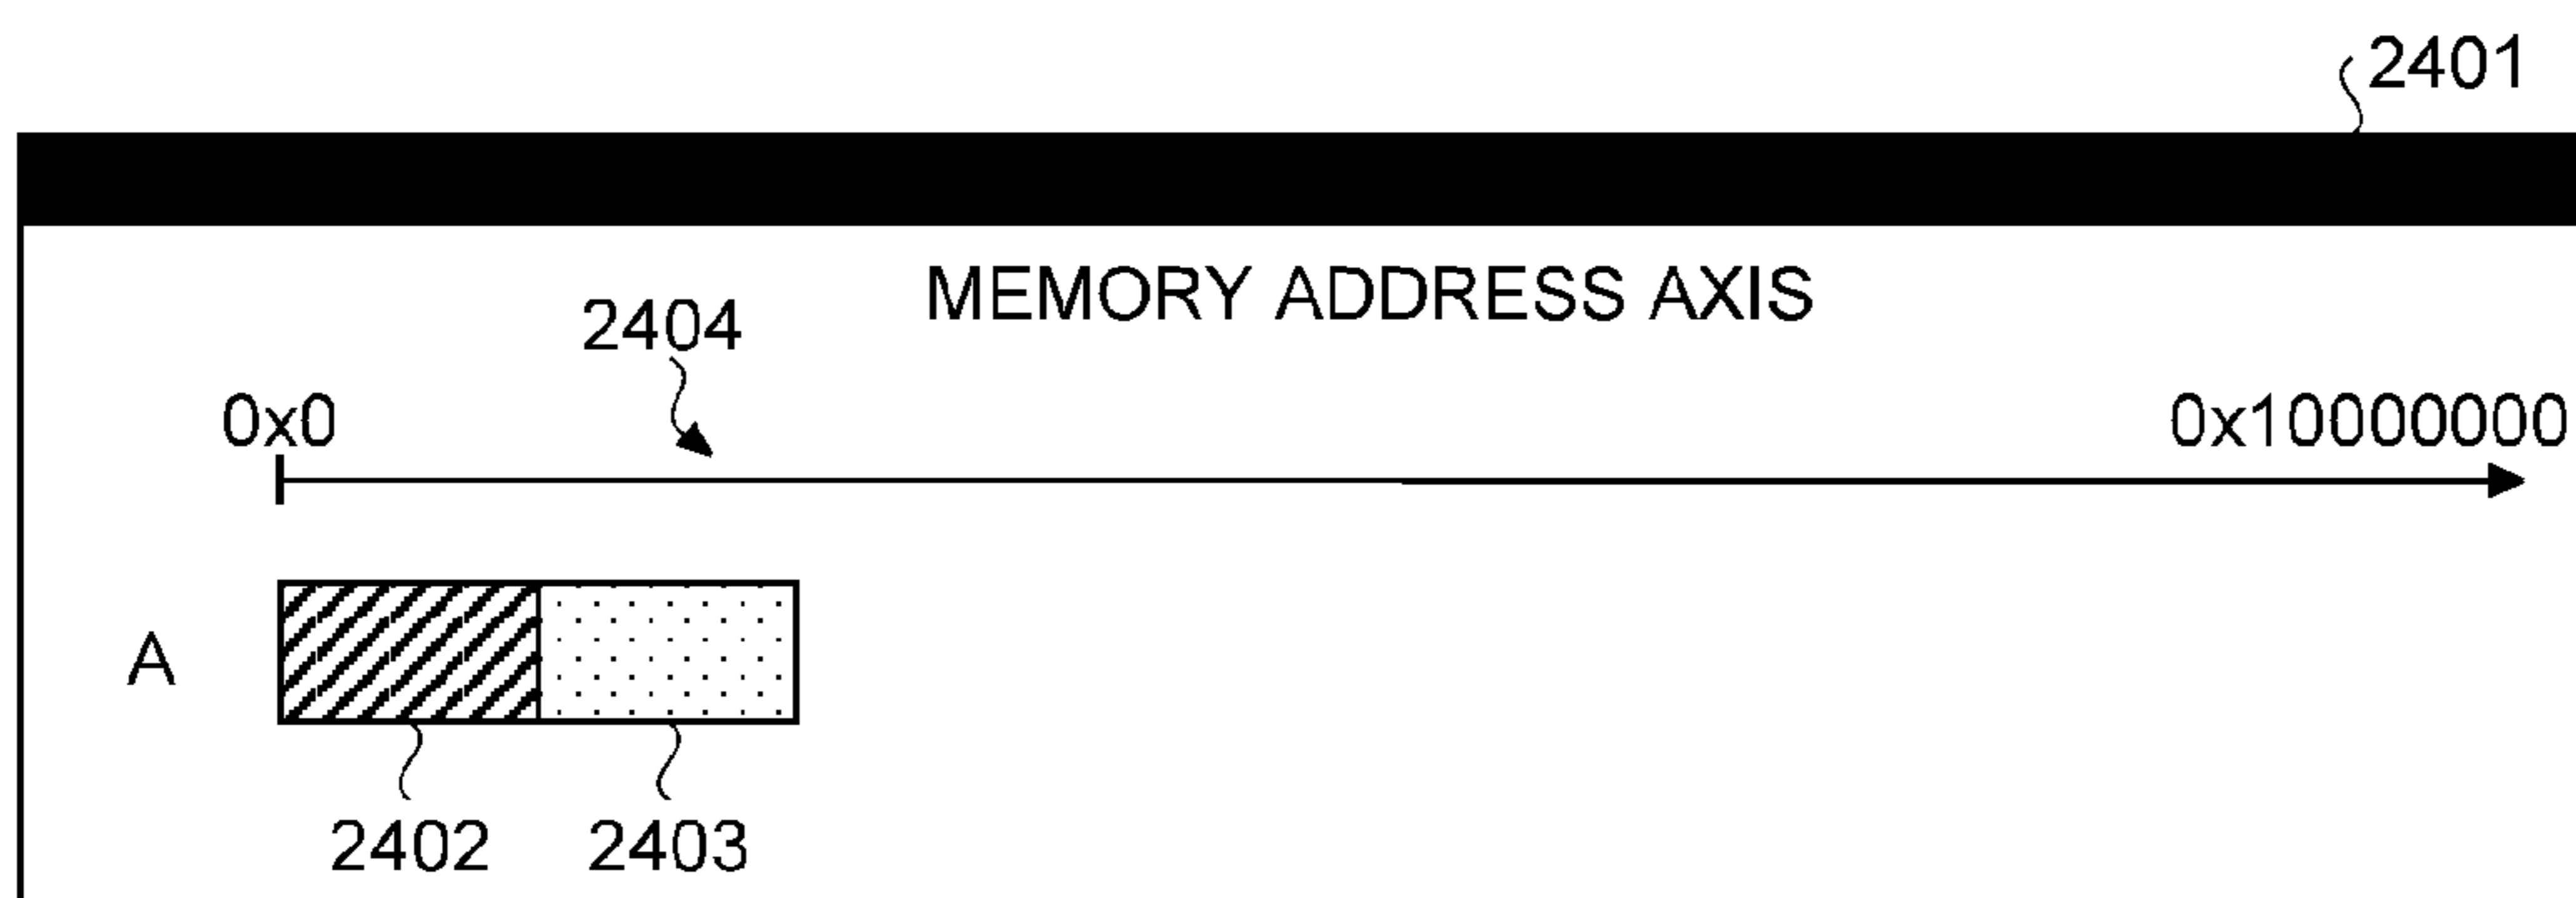 2401
MEMORY ADDRESS AXIS
2404
0x0 0x10000000
A
2402 2403